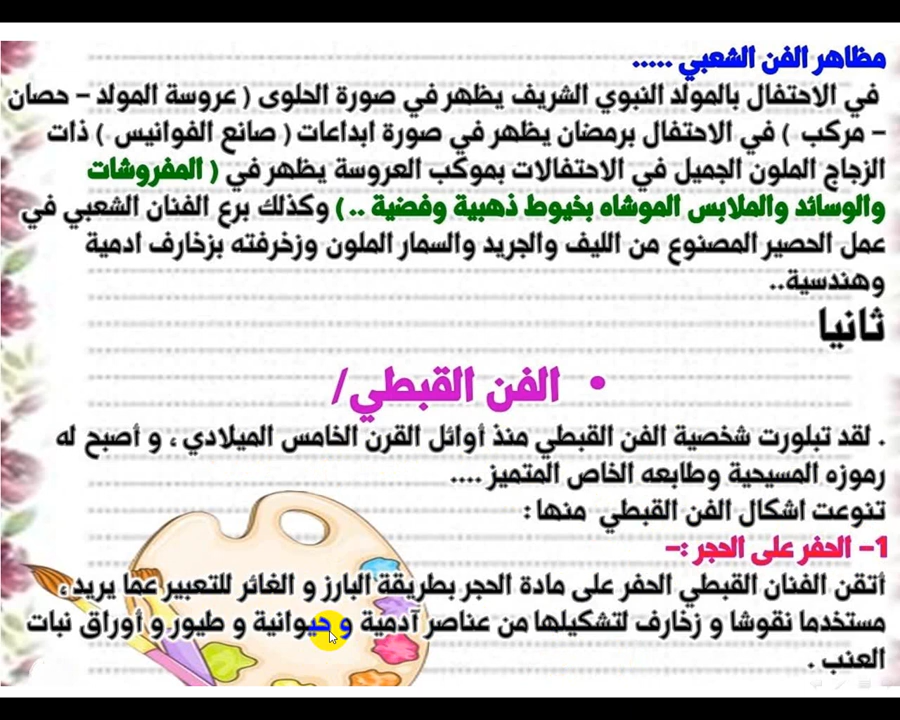 مظاهر الفن الشعبي .....
في الاحتفال بالمولد النبوي الشريف يظهر في صورة الحلوى ( عروسة المولد – حصان
– مركب ) في الاحتفال برمضان يظهر في صورة ابداعات ( صانع الفوانيس ) ذات
الزجاج الملون الجميل في الاحتفالات بموكب العروسة يظهر في ( المفروشات
والوسائد والملابس الموشاه بخيوط ذهبية وفضية .. ) وكذلك برع الفنان الشعبي في
عمل الحصير المصنوع من الليف والجريد والسمار الملون وزخرفته بزخارف ادمية
وهندسية..
ثانيا
• الفن القبطي/
. لقد تبلورت شخصية الفن القبطي منذ أوائل القرن الخامس الميلادي ، و أصبح له
رموزه المسيحية وطابعه الخاص المتميز ....
تنوعت اشكال الفن القبطي منها :
1– الحفر على الحجر :–
أتقن الفنان القبطي الحفر على مادة الحجر بطريقة البارز و الغائر للتعبير عما يريد ،
مستخدما نقوشا و زخارف لتشكيلها من عناصر آدمية و حيوانية و طيور و أوراق نبات
العنب .